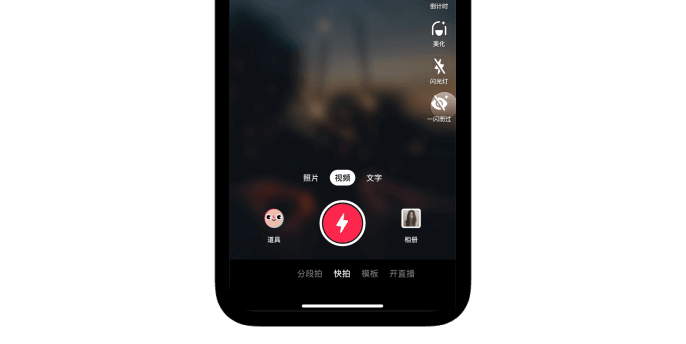 倒计时
美化
闪光灯
一闪而过
照片 视频 文字
道具
相册
分段拍 快拍 模板 开直播